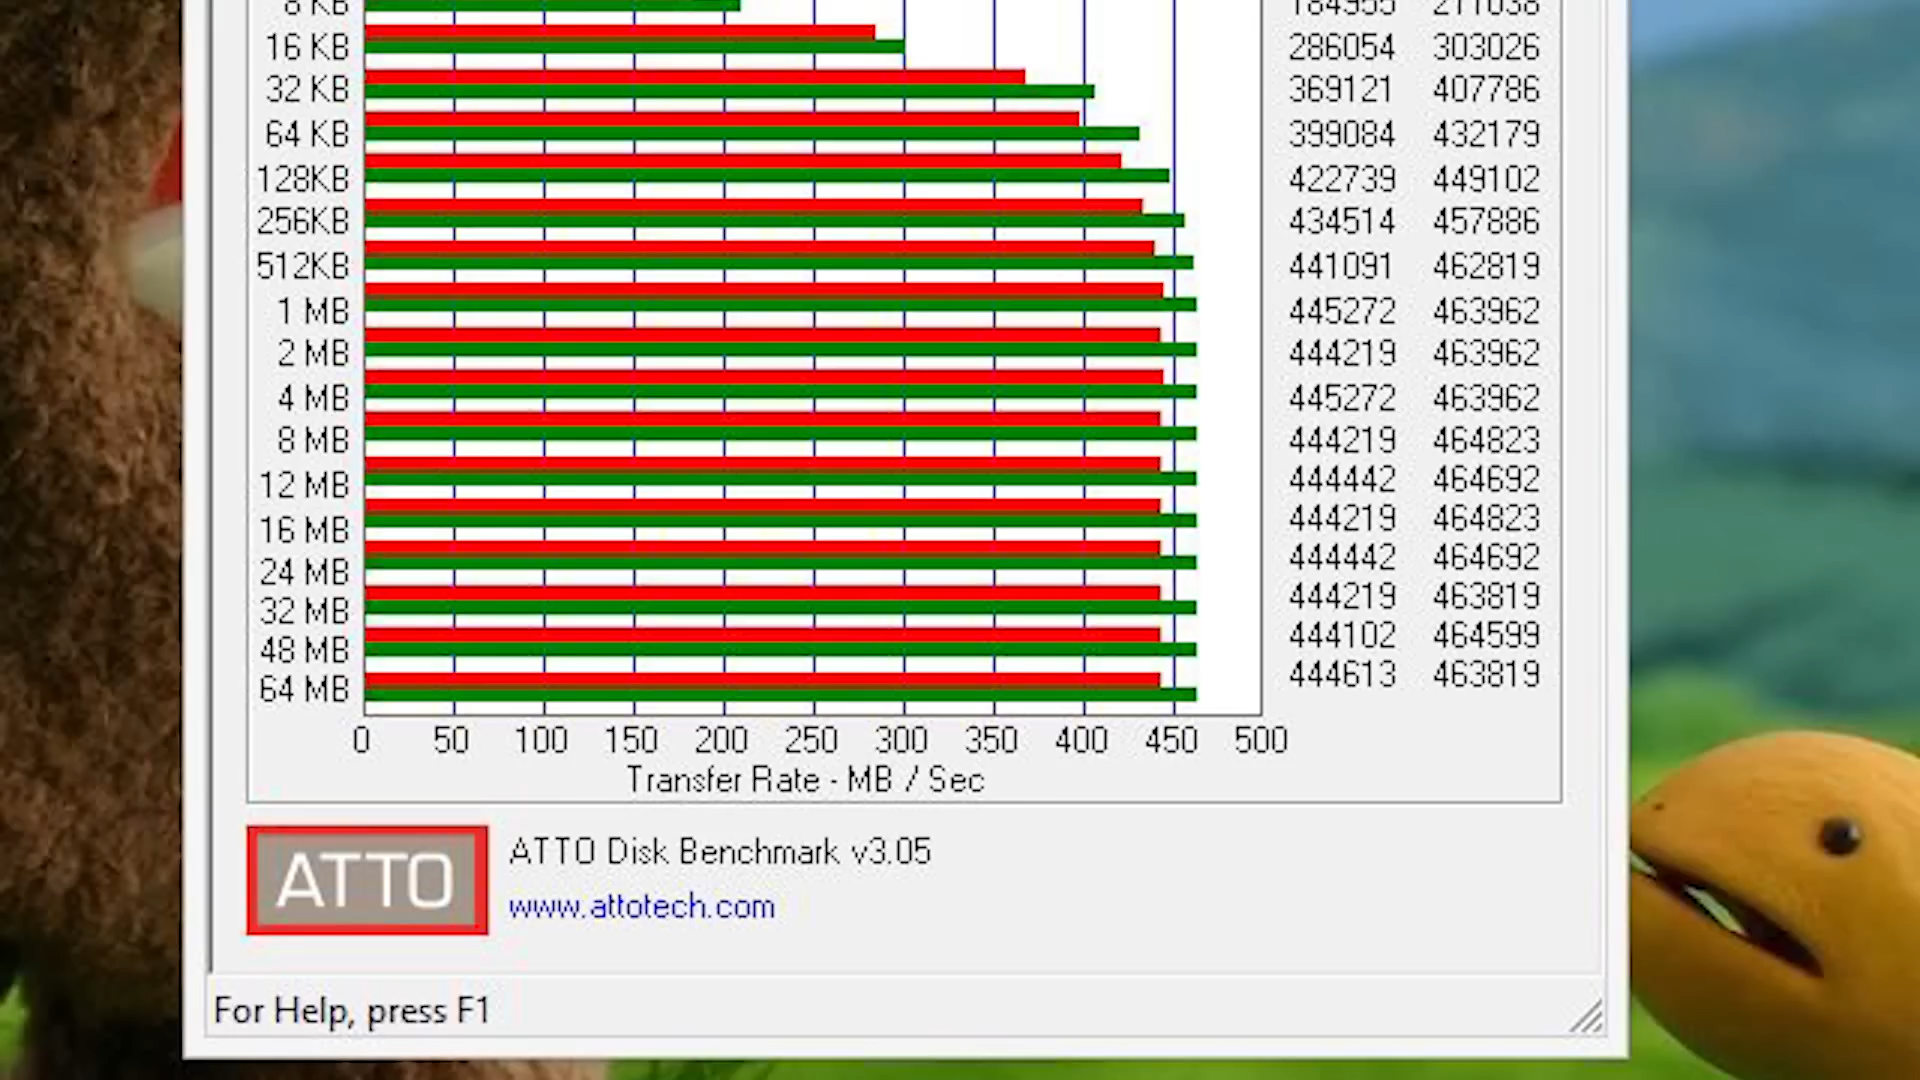 8 KB 184955 211038
16 KB 286054 303026
32 KB 369121 407786
64 KB 399084 432179
128KB 422739 449102
256KB 434514 457886
512KB 441091 462819
1 MB 445272 463962
2 MB 444219 463962
4 MB 445272 463962
8 MB 444219 464823
12 MB 444442 464692
16 MB 444219 464823
24 MB 444442 464692
32 MB 444219 463819
48 MB 444102 464599
64 MB 444613 463819
0 50 100 150 200 250 300 350 400 450 500
Transfer Rate - MB / Sec
ATTO
ATTO Disk Benchmark v3.05
www.attotech.com
For Help, press F1